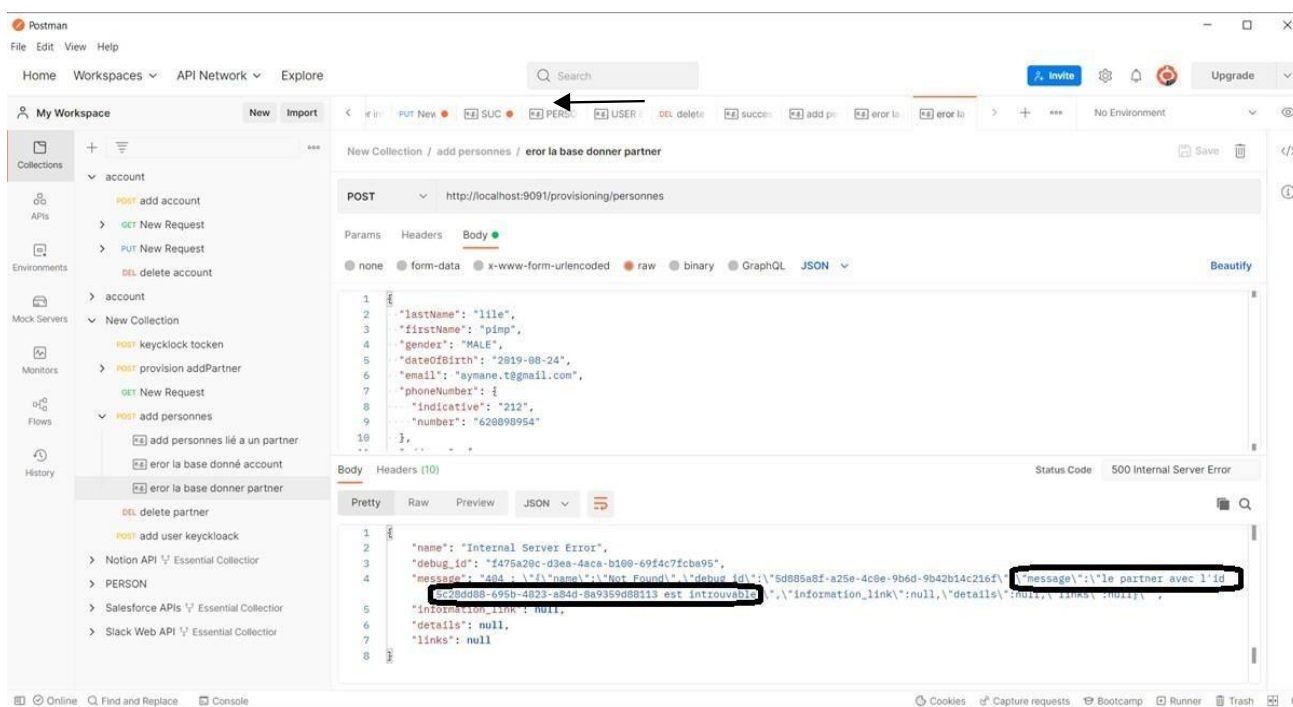 Postman
File Edit View Help
Home Workspaces API Network Explore
Search
Invite
Upgrade
My Workspace
New Import
PUT New
e.g. SUC
e.g. PERSO
e.g. USER
DEL delete
e.g. succes
e.g. add pe
e.g. eror la
e.g. eror la
No Environment
Collections
APIs
Environments
Mock Servers
Monitors
Flows
History
account
POST add account
GET New Request
PUT New Request
DEL delete account
account
New Collection
POST keycklock tocken
POST provision addPartner
GET New Request
POST add personnes
e.g. add personnes lié a un partner
e.g. eror la base donné account
e.g. eror la base donner partner
DEL delete partner
POST add user keyckloack
Notion API Essential Collectior
PERSON
Salesforce APIs Essential Collectior
Slack Web API Essential Collectior
New Collection / add personnes / eror la base donner partner
Save
POST http://localhost:9091/provisioning/personnes
Params Headers Body
none form-data x-www-form-urlencoded raw binary GraphQL JSON
Beautify
1 {
2 "lastName": "lile",
3 "firstName": "pimp",
4 "gender": "MALE",
5 "dateOfBirth": "2019-08-24",
6 "email": "aymane.t@gmail.com",
7 "phoneNumber": {
8 "indicative": "212",
9 "number": "620898954"
10 },
Body Headers (10)
Status Code 500 Internal Server Error
Pretty Raw Preview JSON
1 {
2 "name": "Internal Server Error",
3 "debug_id": "f475a20c-d3ea-4aca-b100-69f4c7fcba95",
4 "message": "404 : \"{\"name\":\"Not Found\",\"debug_id\":\"5d885a8f-a25e-4c0e-9b6d-9b42b14c216f\" \"message\":\"le partner avec l'id
5c28dd88-695b-4823-a84d-8a9359d88113 est introuvable \",\"information_link\":null,\"details\":null,\"links\":null}\",
5 "information_link": null,
6 "details": null,
7 "links": null
8 }
Online Find and Replace Console
Cookies Capture requests Bootcamp Runner Trash